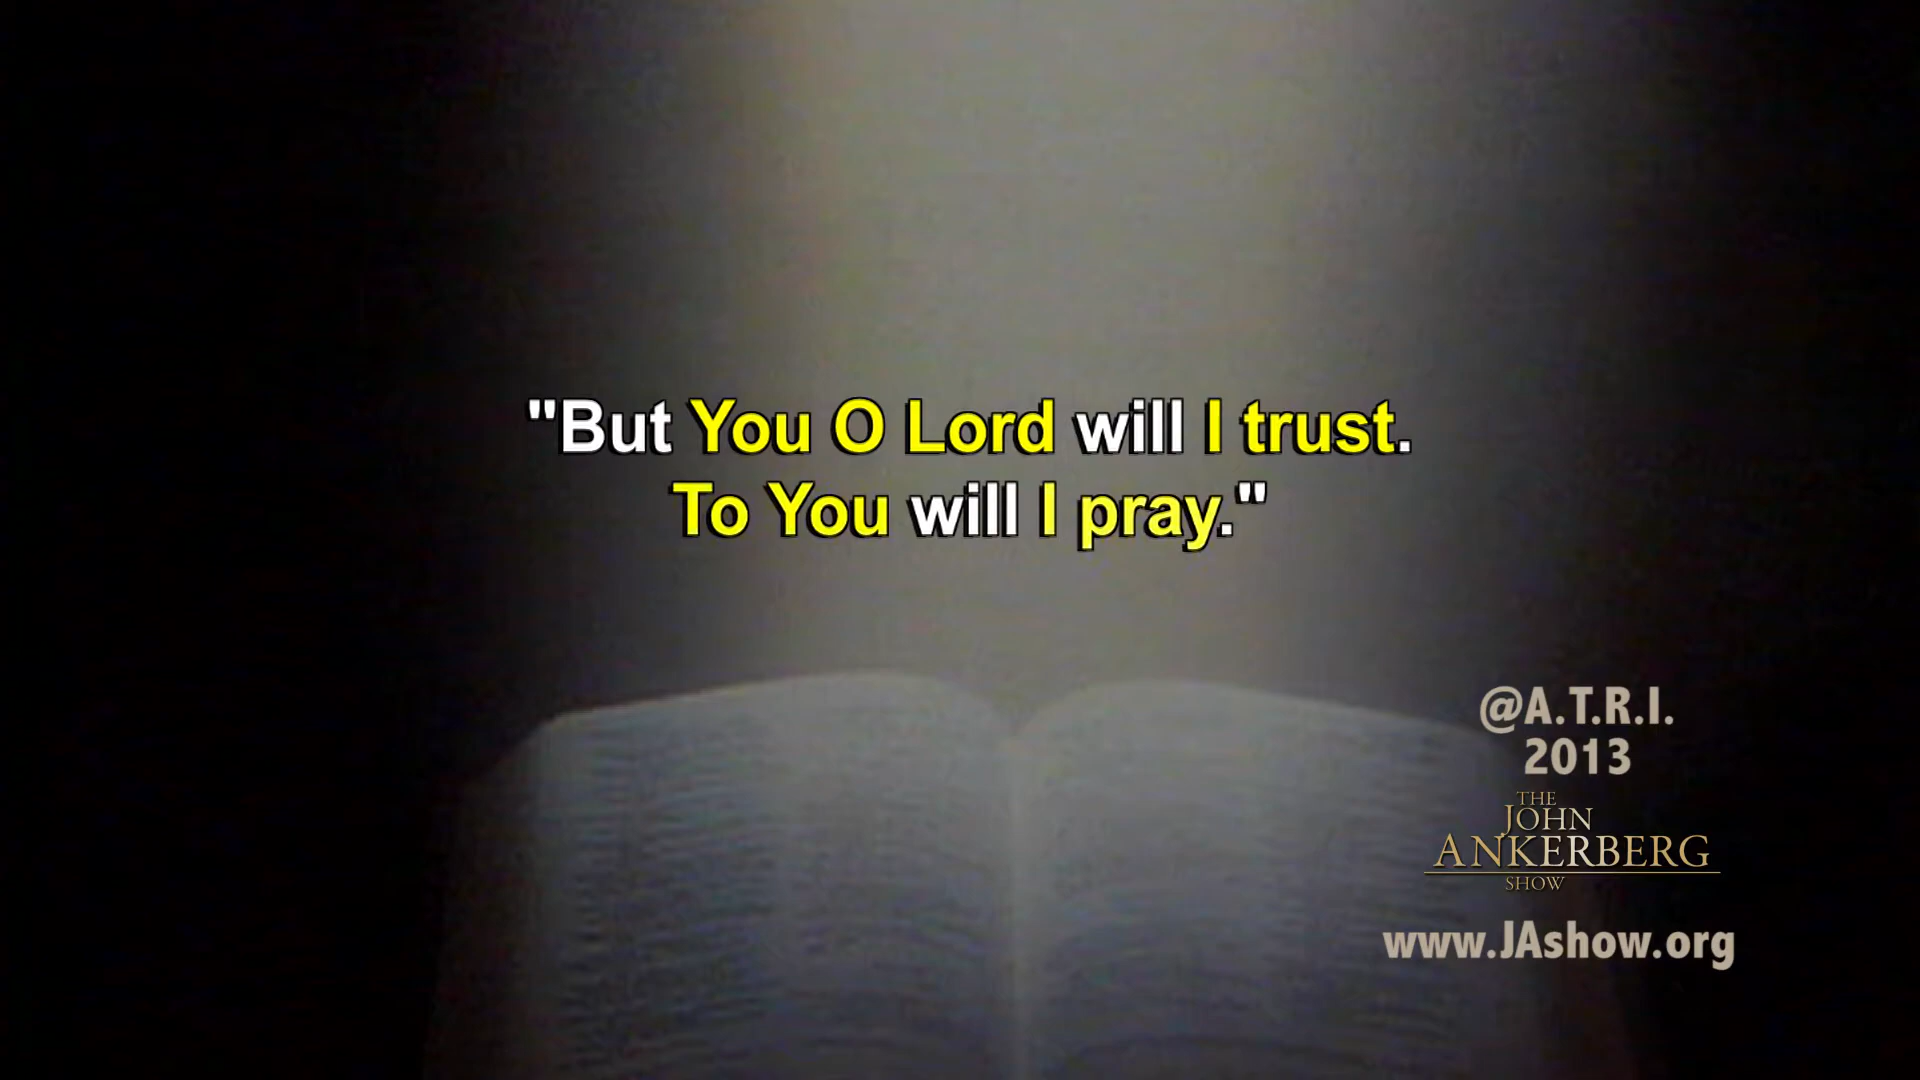 "But You O Lord will I trust.
To You will I pray."
@A.T.R.I.
2013
THE
JOHN
ANKERBERG
SHOW
www.JAshow.org